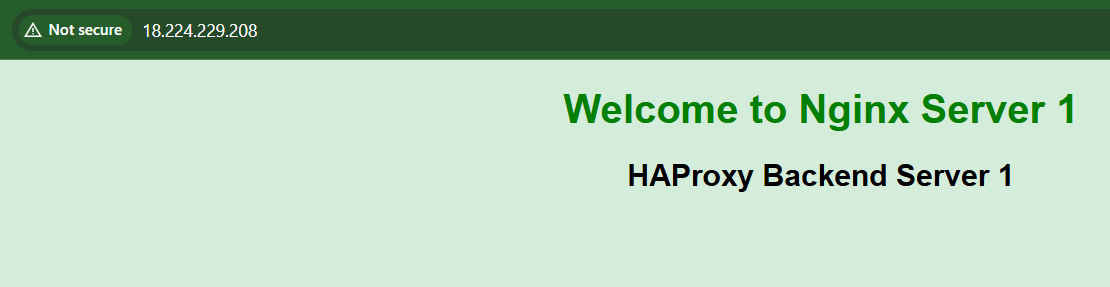 Not secure 18.224.229.208
Welcome to Nginx Server 1
HAProxy Backend Server 1